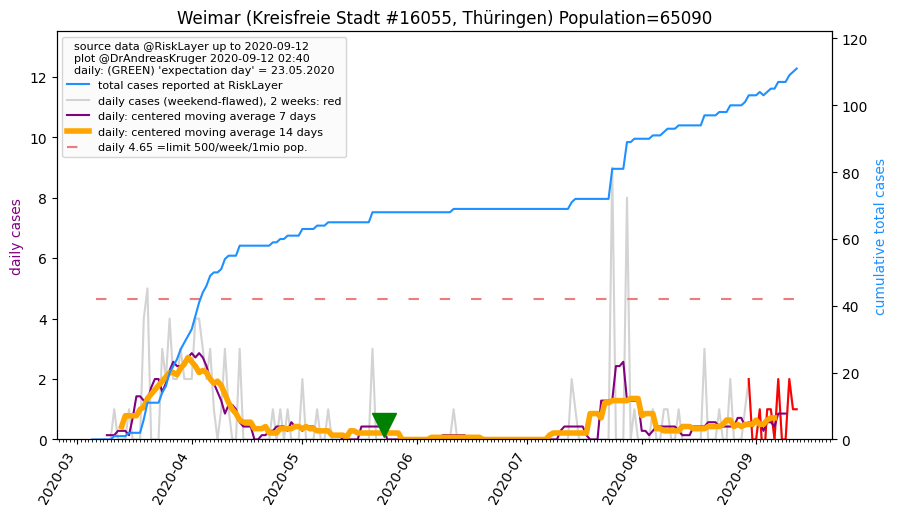 Weimar (Kreisfreie Stadt #16055, Thüringen) Population=65090
source data @RiskLayer up to 2020-09-12
plot @DrAndreasKruger 2020-09-12 02:40
daily: (GREEN) 'expectation day' = 23.05.2020
total cases reported at RiskLayer
daily cases (weekend-flawed), 2 weeks: red
daily: centered moving average 7 days
daily: centered moving average 14 days
daily 4.65 =limit 500/week/1mio pop.
daily cases
12
10
8
6
4
2
0
120
100
80
60
40
20
0
cumulative total cases
2020-03
2020-04
2020-05
2020-06
2020-07
2020-08
2020-09